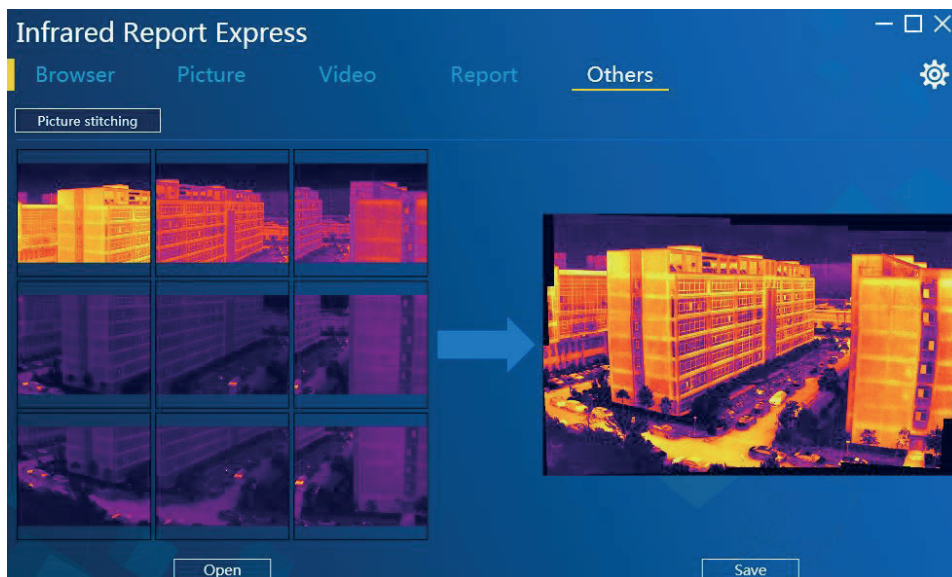 Infrared Report Express
Browser Picture Video Report Others
Picture stitching
Open Save